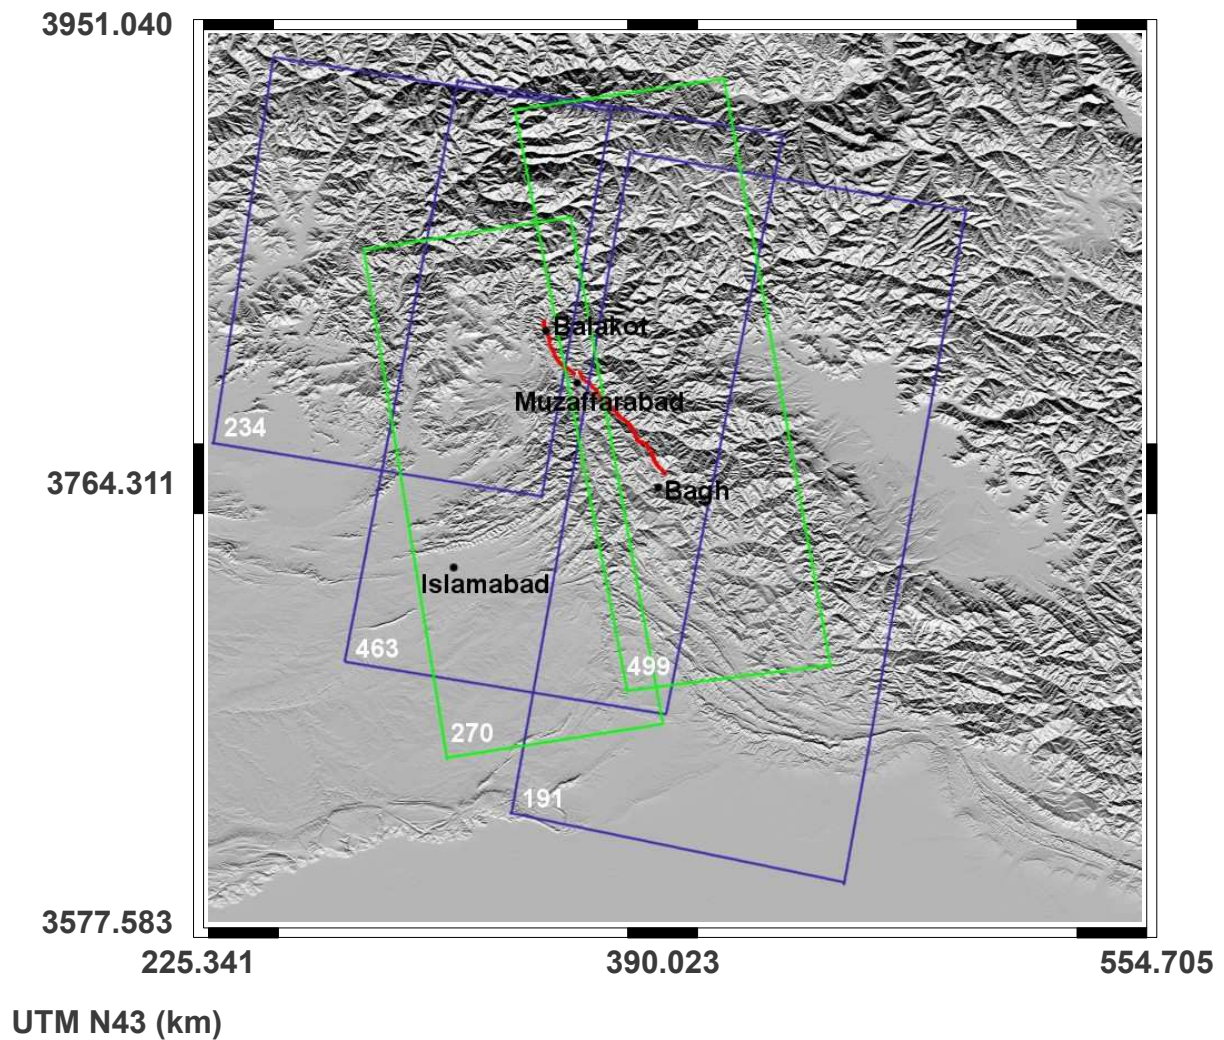 3951.040
Balakot
Muzaffarabad
234
3764.311
Bagh
Islamabad
463
499
270
191
3577.583
225.341
390.023
554.705
UTM N43 (km)